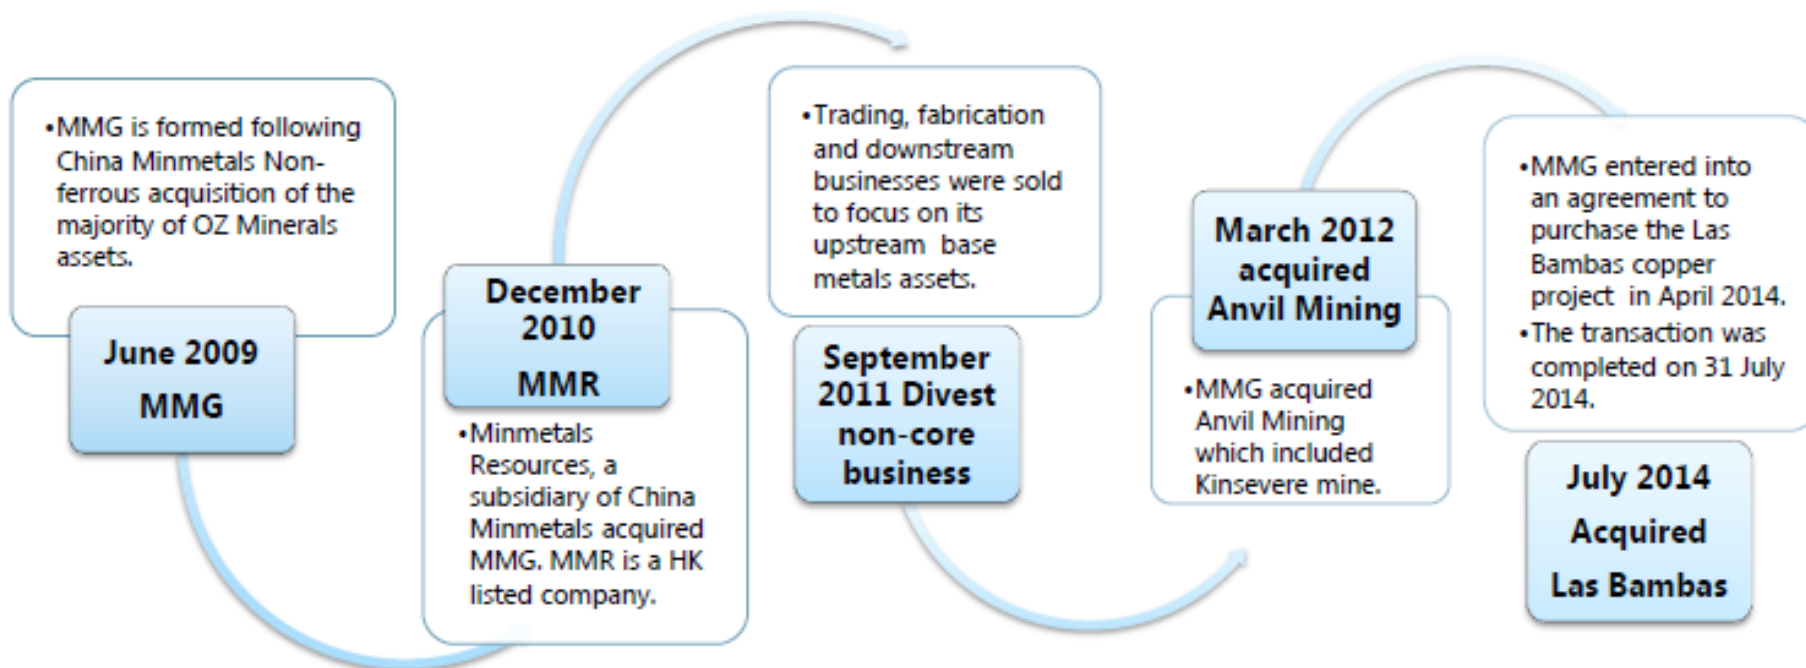 •MMG is formed following
China Minmetals Non-
ferrous acquisition of the
majority of OZ Minerals
assets.
June 2009
MMG
December
2010
MMR
•Minmetals
Resources, a
subsidiary of China
Minmetals acquired
MMG. MMR is a HK
listed company.
•Trading, fabrication
and downstream
businesses were sold
to focus on its
upstream base
metals assets.
September
2011 Divest
non-core
business
March 2012
acquired
Anvil Mining
•MMG acquired
Anvil Mining
which included
Kinsevere mine.
•MMG entered into
an agreement to
purchase the Las
Bambas copper
project in April 2014.
•The transaction was
completed on 31 July
2014.
July 2014
Acquired
Las Bambas